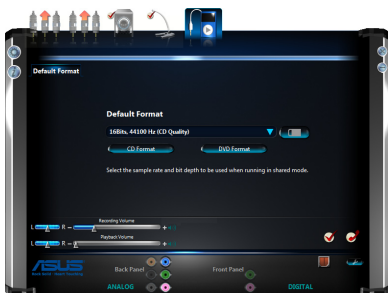 Default Format
Default Format
16Bits, 44100 Hz (CD Quality)
CD Format
DVD Format
Select the sample rate and bit depth to be used when running in shared mode.
Recording Volume
L R - +
Playback Volume
L R - +
ASUS
Back Panel
Front Panel
ANALOG
DIGITAL